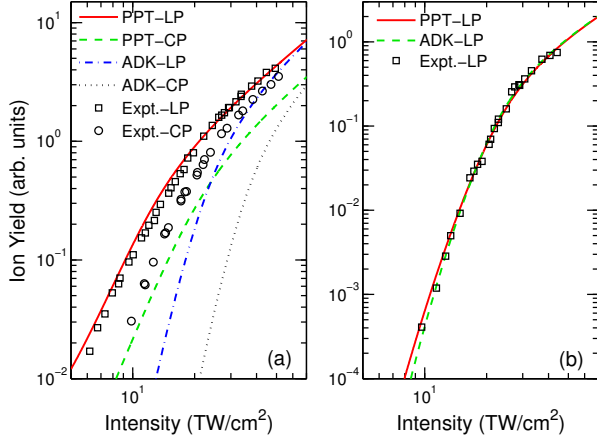 PPT−LP
PPT−CP
ADK−LP
ADK−CP
Expt.−LP
Expt.−CP
10¹
10⁰
10⁻¹
10⁻²
10¹
(a)
Ion Yield (arb. units)
Intensity (TW/cm²)
PPT−LP
ADK−LP
Expt.−LP
10⁰
10⁻¹
10⁻²
10⁻³
10⁻⁴
10¹
(b)
Intensity (TW/cm²)